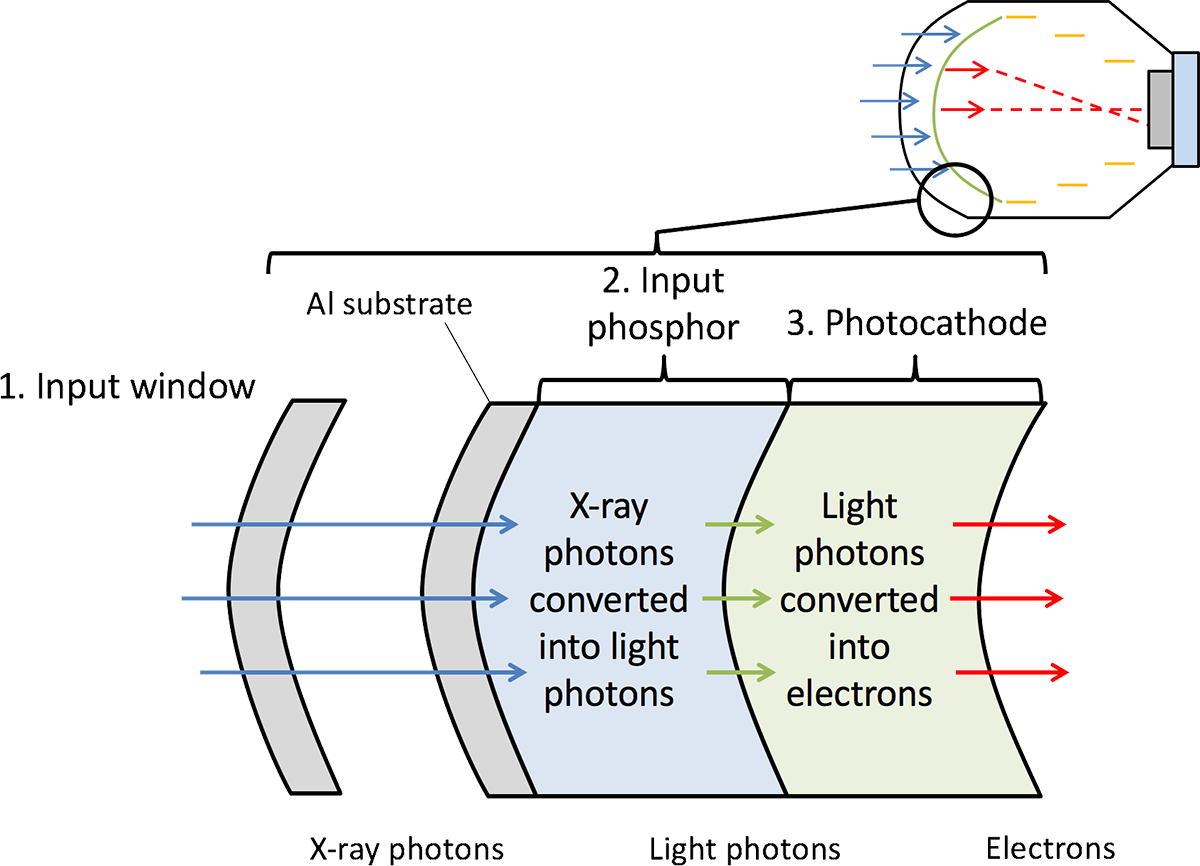 2. Input
phosphor
Al substrate
3. Photocathode
1. Input window
X-ray
photons
converted
into light
photons
Light
photons
converted
into
electrons
X-ray photons
Light photons
Electrons